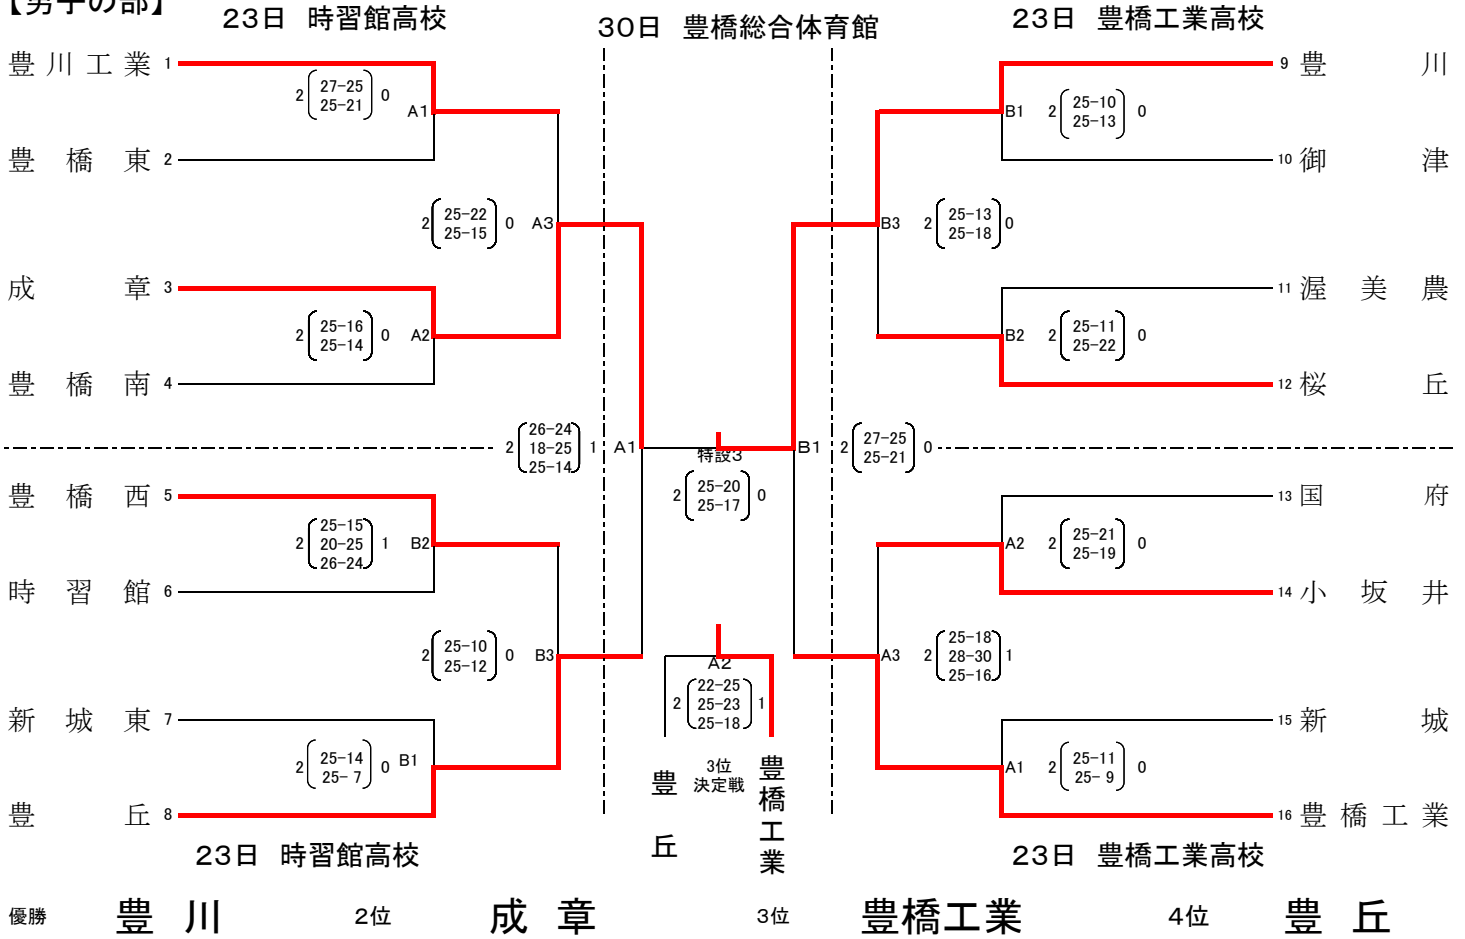 【男子の部】
23日 時習館高校
30日 豊橋総合体育館
23日 豊橋工業高校
豊川工業 1
2 27-25 0
25-21
A1
豊橋東 2
2 25-22 0
25-15
A3
成章 3
2 25-16 0
25-14
A2
豊橋南 4
2 26-24 1
18-25
25-14
A1
豊橋西 5
2 25-15 1
20-25
26-24
B2
時習館 6
2 25-10 0
25-12
B3
新城東 7
2 25-14 0
25- 7
B1
豊丘 8
23日 時習館高校
特設3
2 25-20 0
25-17
A2
2 22-25 1
25-23
25-18
豊丘
3位
決定戦
豊橋工業
9 豊川
B1
2 25-10 0
25-13
10 御津
B3
2 25-13 0
25-18
11 渥美農
B2
2 25-11 0
25-22
12 桜丘
B1
2 27-25 0
25-21
13 国府
A2
2 25-21 0
25-19
14 小坂井
A3
2 25-18 1
28-30
25-16
15 新城
A1
2 25-11 0
25- 9
16 豊橋工業
23日 豊橋工業高校
優勝 豊川 2位 成章 3位 豊橋工業 4位 豊丘